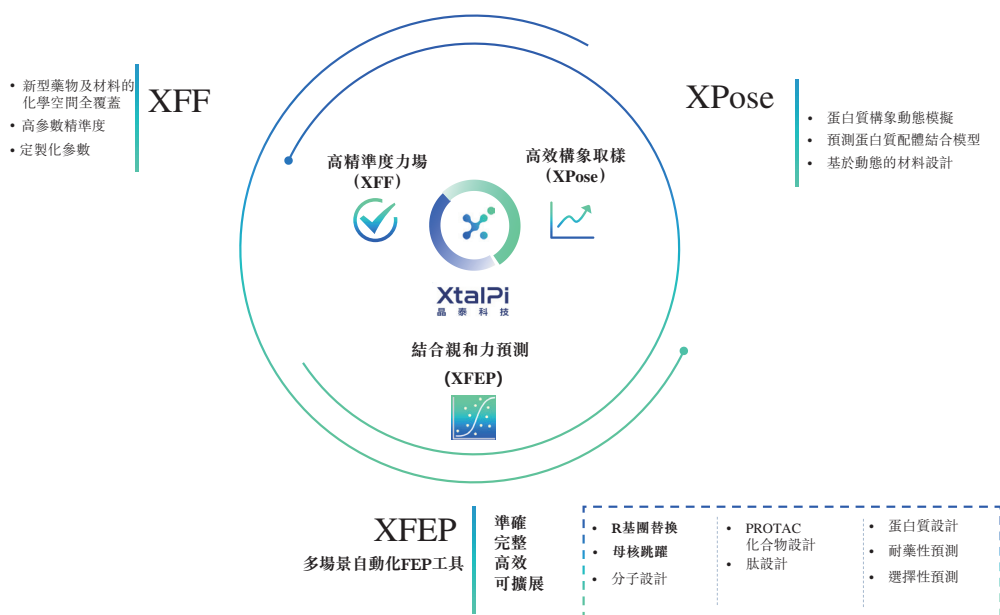 XFF
• 新型藥物及材料的
化學空間全覆蓋
• 高參數精準度
• 定製化參數
XPose
• 蛋白質構象動態模擬
• 預測蛋白質配體結合模型
• 基於動態的材料設計
高精準度力場
(XFF)
高效構象取樣
(XPose)
XtalPi
晶泰科技
結合親和力預測
(XFEP)
XFEP
多場景自動化FEP工具
準確
完整
高效
可擴展
• R基團替換
• 母核跳躍
• 分子設計
• PROTAC
化合物設計
• 肽設計
• 蛋白質設計
• 耐藥性預測
• 選擇性預測